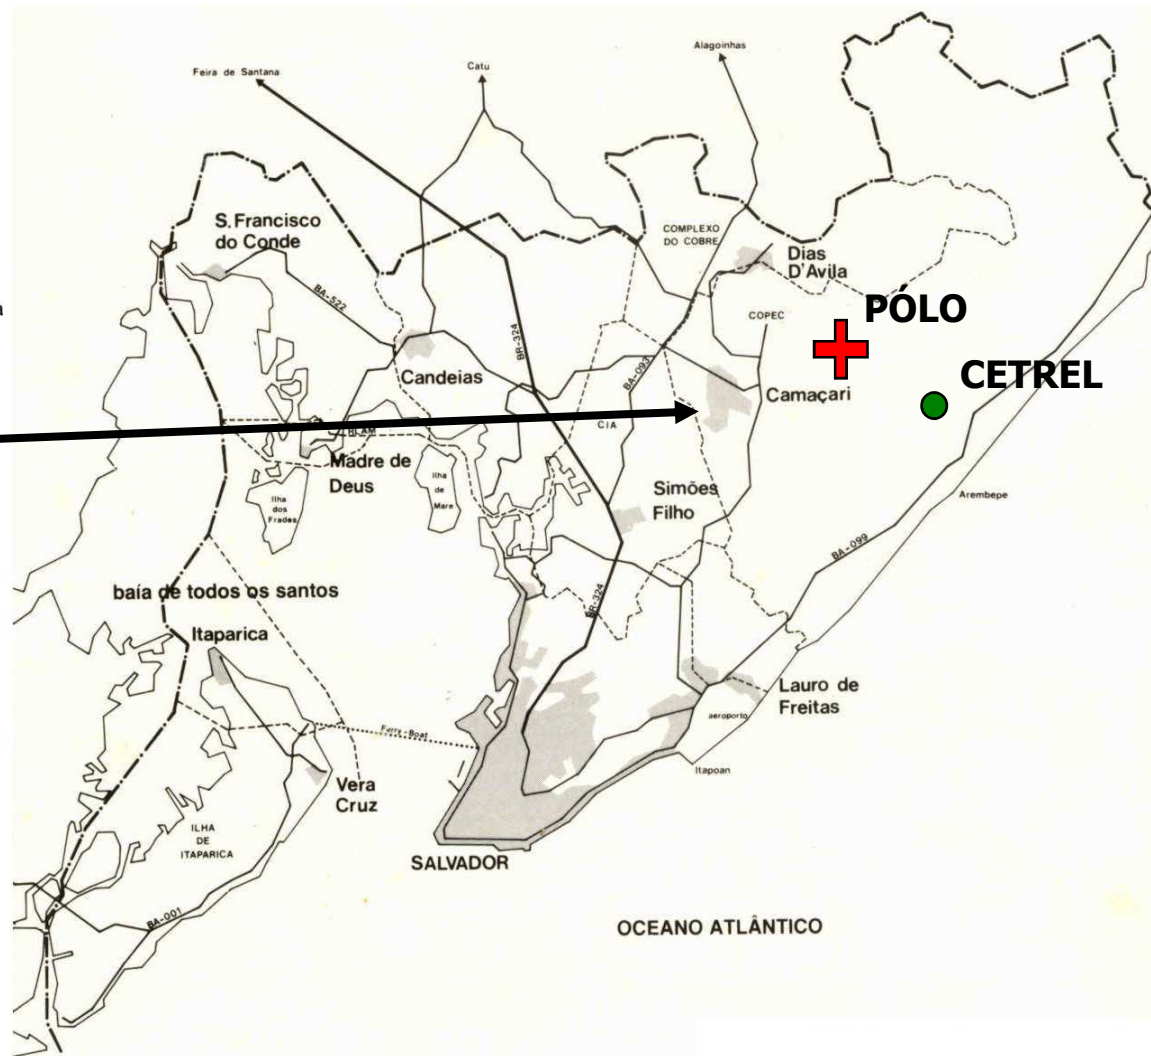 Alagoinhas
Catu
Feira de Santana
S. Francisco
do Conde
COMPLEXO
DO COBRE
Dias
D'Avila
BA-522
a
PÓLO
COPEC
BR-324
BA-093
Candeias
CETREL
Camaçari
CIA
RLAM
Madre de
Deus
Ilha
de
Mare
Ilha
dos
Frades
Simões
Filho
Arembepe
BA-099
baía de todos os santos
BR-324
Itaparica
Lauro de
Freitas
aeroporto
Ferry-Boat
Itapoan
Vera
Cruz
ILHA
DE
ITAPARICA
SALVADOR
BA-001
OCEANO ATLÂNTICO